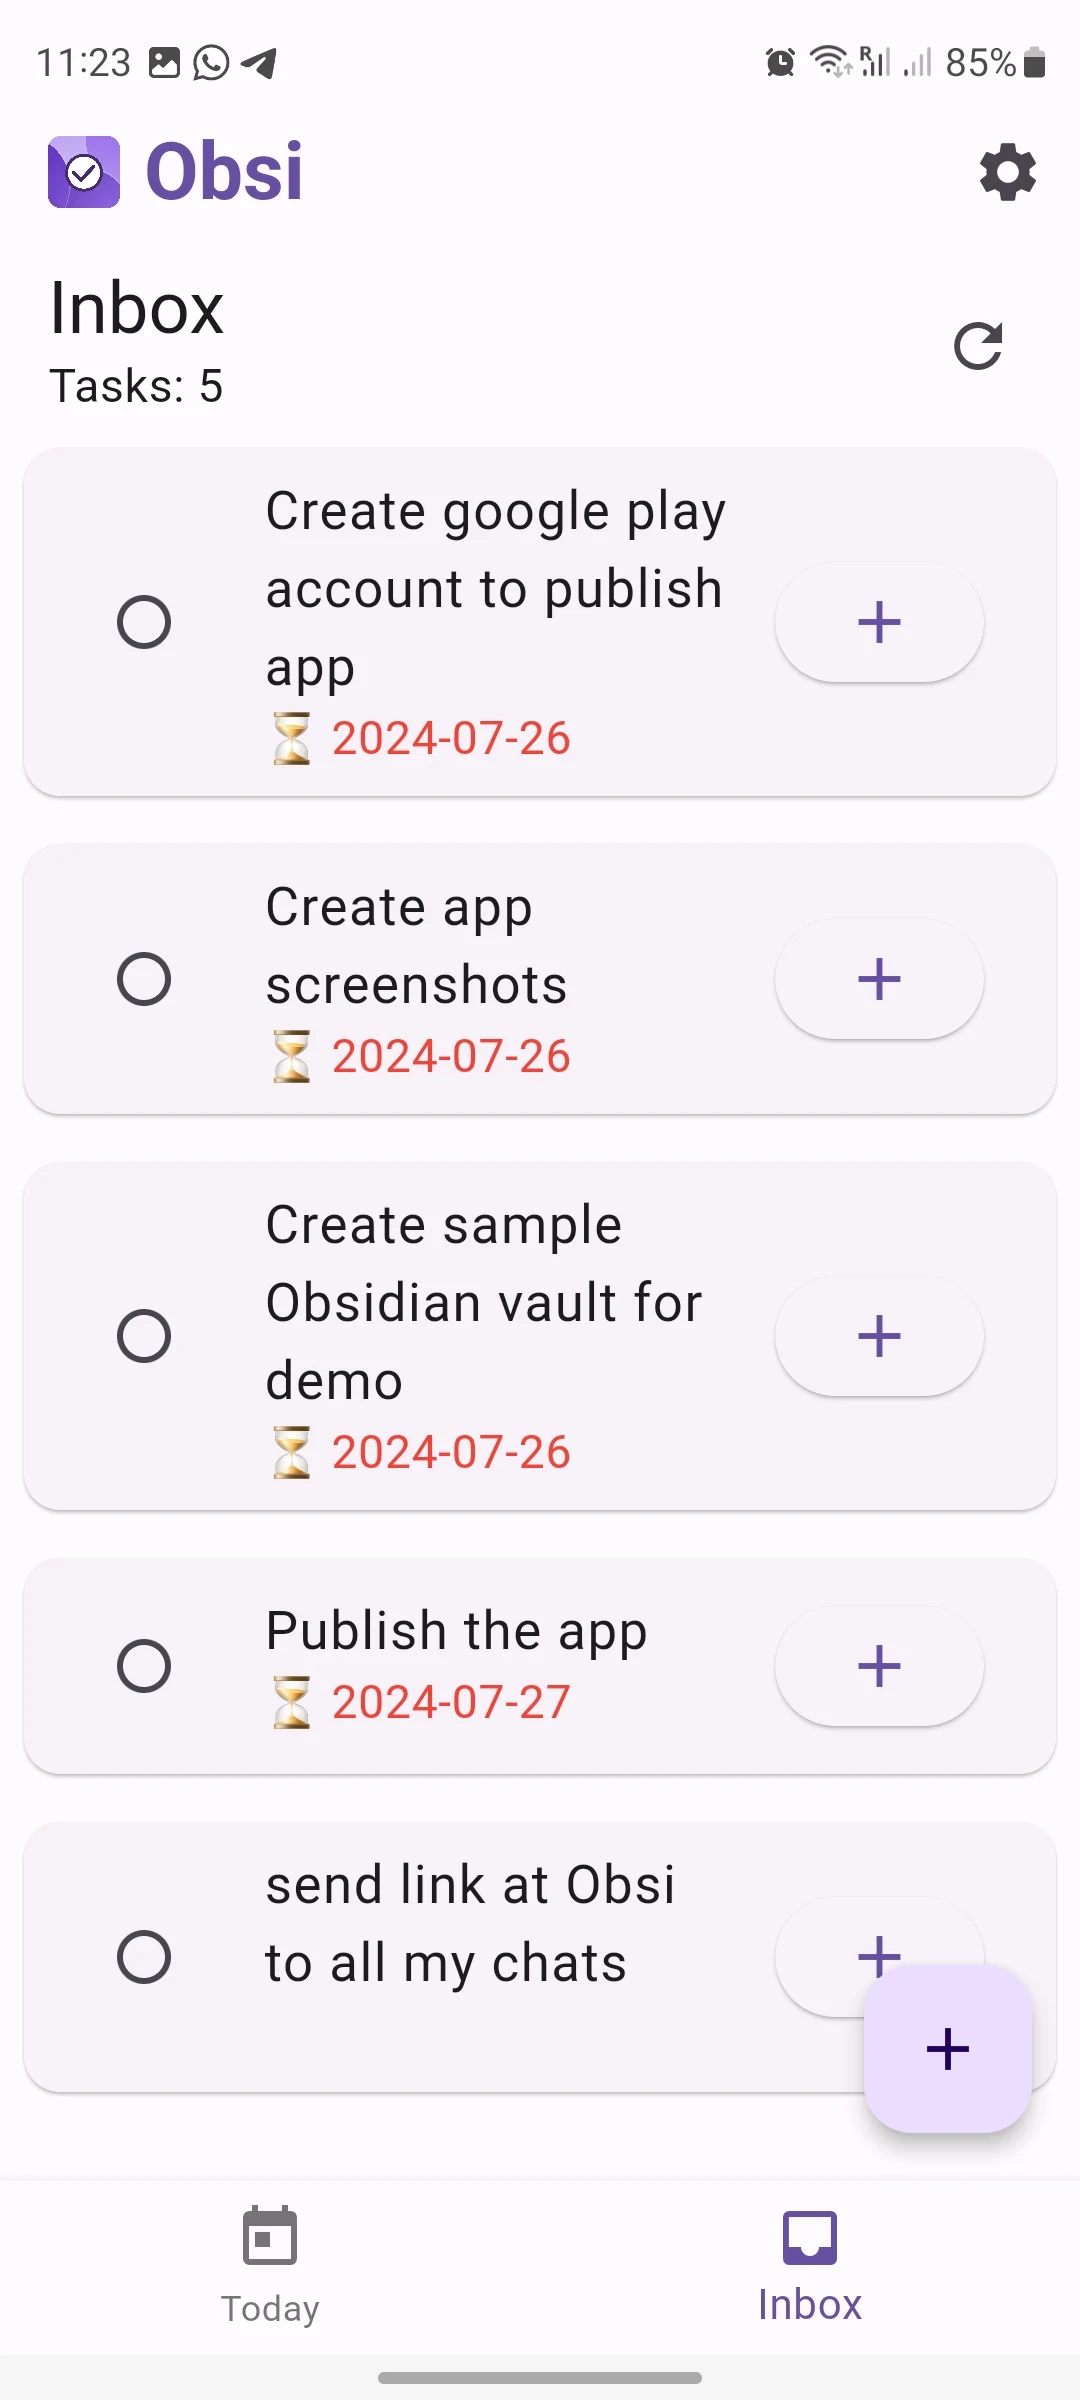 11:23
85%
Obsi
Inbox
Tasks: 5
Create google play
account to publish
app
⏳ 2024-07-26
Create app
screenshots
⏳ 2024-07-26
Create sample
Obsidian vault for
demo
⏳ 2024-07-26
Publish the app
⏳ 2024-07-27
send link at Obsi
to all my chats
Today
Inbox